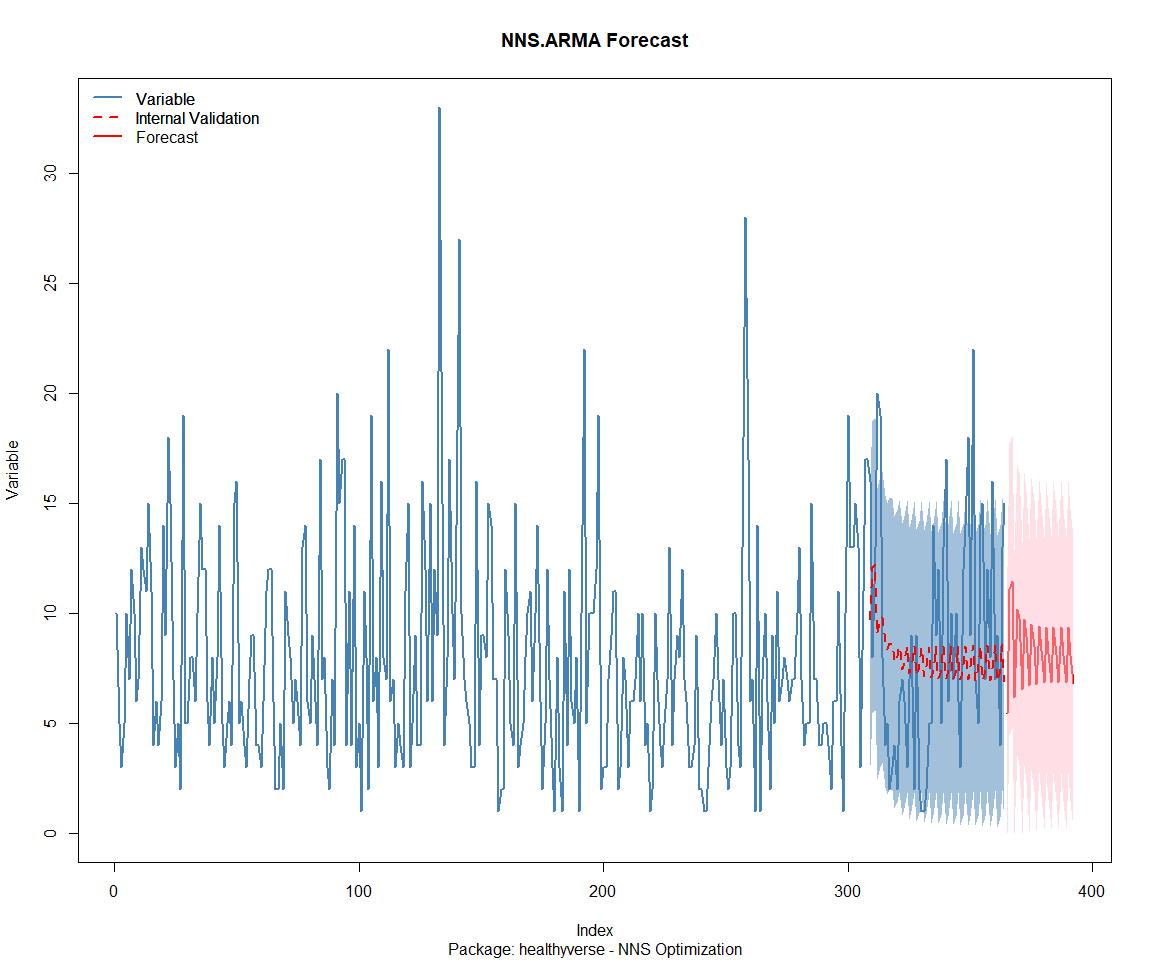 NNS.ARMA Forecast
Variable
Internal Validation
Forecast
Variable
30
25
20
15
10
5
0
0 100 200 300 400
Index
Package: healthyverse - NNS Optimization